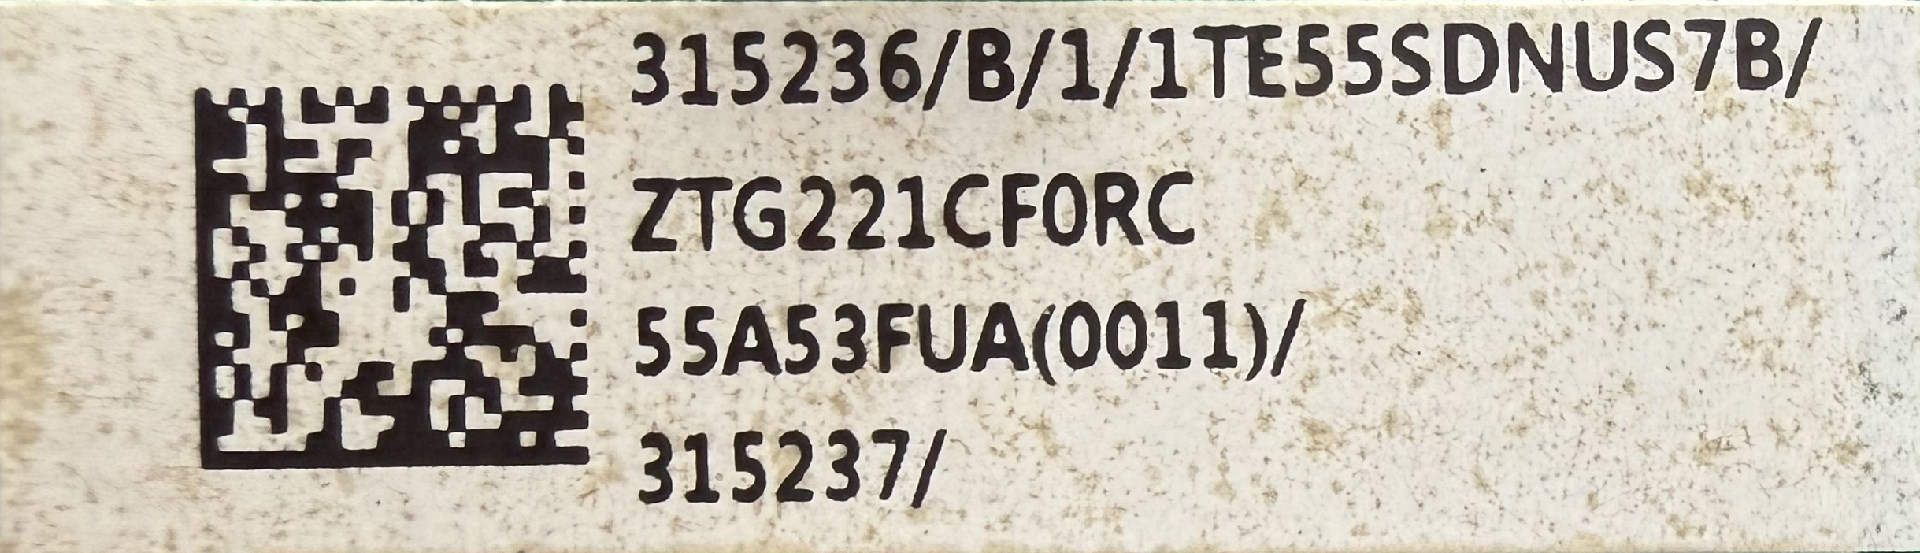 315236/B/1/1TE55SDNUS7B/
ZTG221CF0RC
55A53FUA(0011)/
315237/